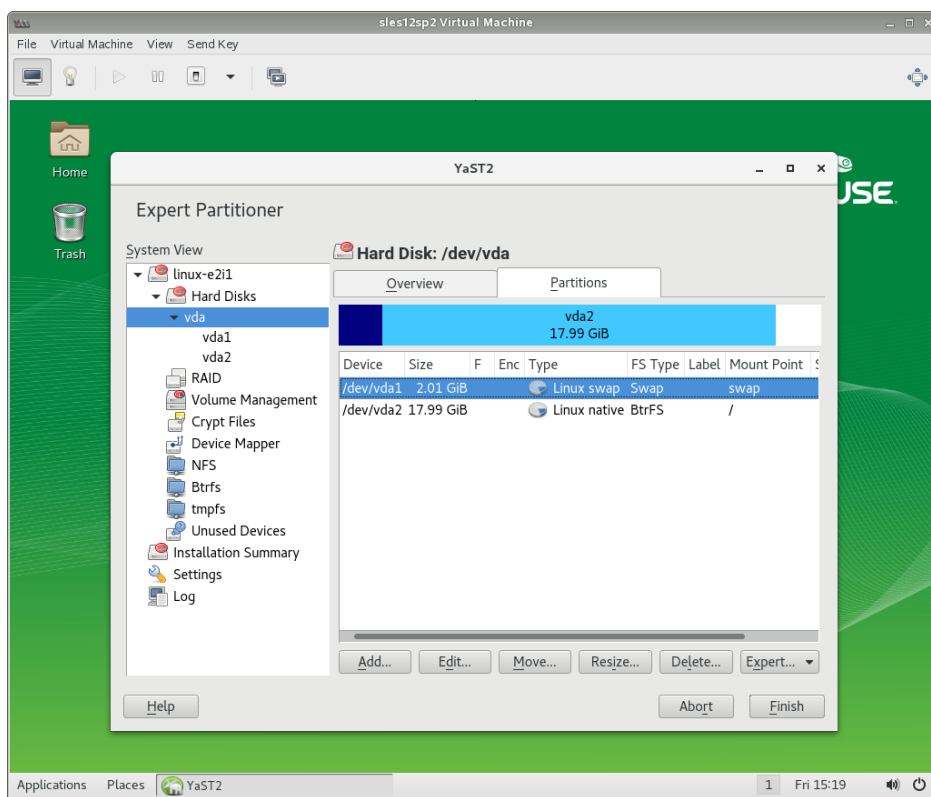 sles12sp2 Virtual Machine
File Virtual Machine View Send Key
Home
Trash
USE.
YaST2
Expert Partitioner
System View
linux-e2i1
Hard Disks
vda
vda1
vda2
RAID
Volume Management
Crypt Files
Device Mapper
NFS
Btrfs
tmpfs
Unused Devices
Installation Summary
Settings
Log
Hard Disk: /dev/vda
Overview Partitions
vda2
17.99 GiB
Device Size F Enc Type FS Type Label Mount Point
/dev/vda1 2.01 GiB Linux swap Swap swap
/dev/vda2 17.99 GiB Linux native BtrFS /
Add... Edit... Move... Resize... Delete... Expert...
Help Abort Finish
Applications Places YaST2 1 Fri 15:19